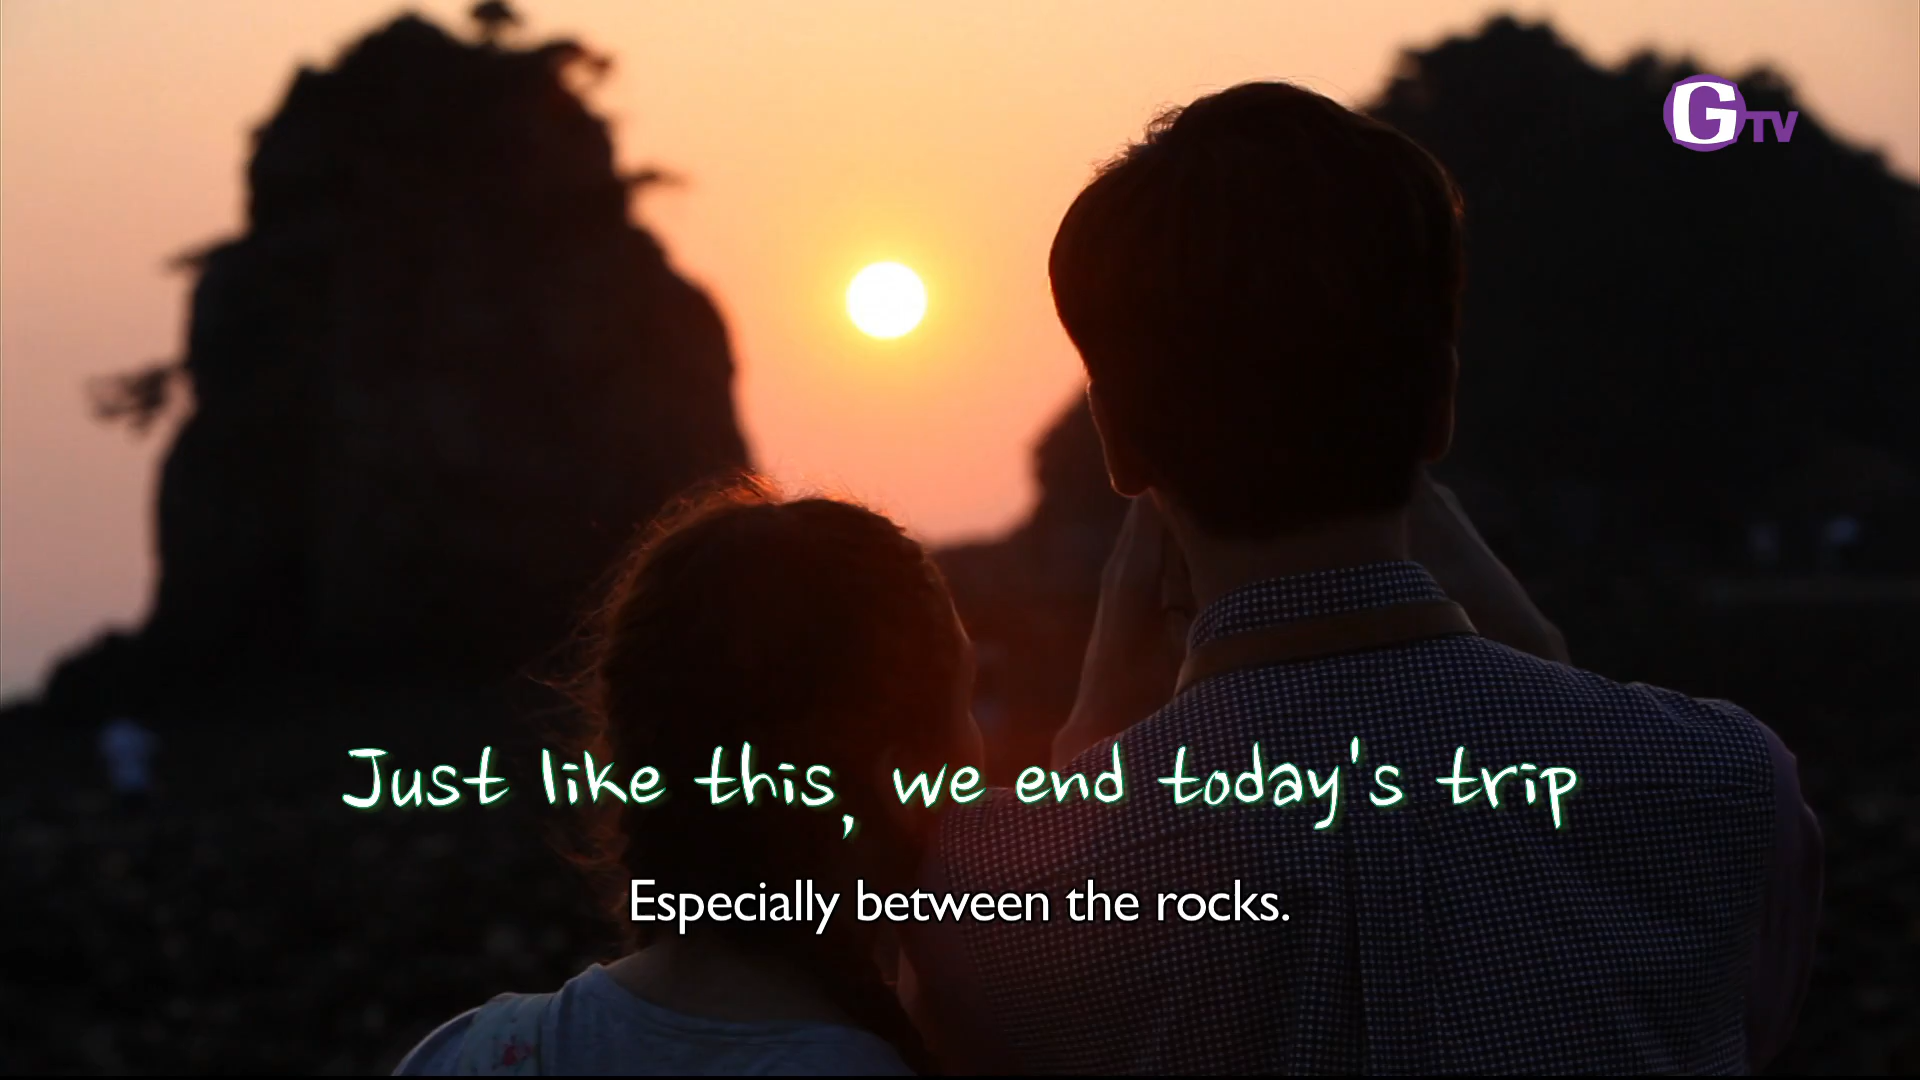 GTV
Just like this, we end today's trip
Especially between the rocks.